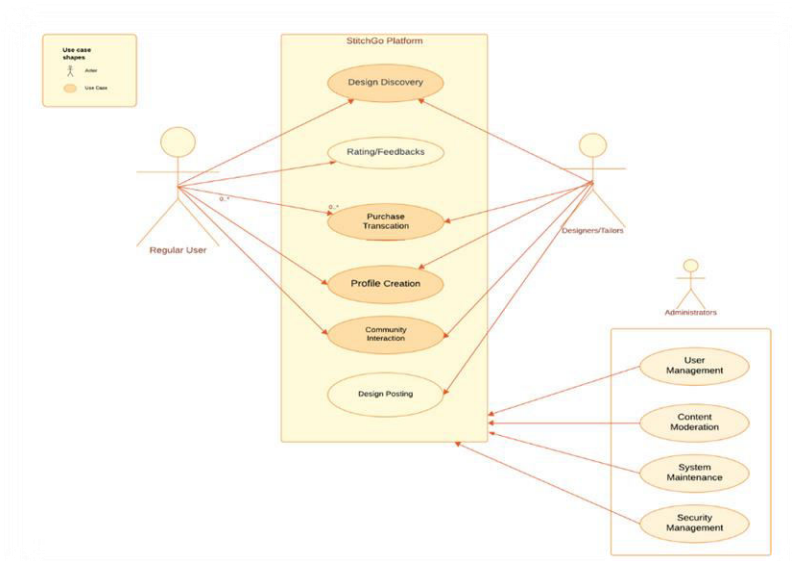 Use case
shapes
Actor
Use Case
StitchGo Platform
Design Discovery
Rating/Feedbacks
0..*
0..*
Purchase
Transcation
Profile Creation
Community
Interaction
Design Posting
Regular User
Designers/Tailors
Administrators
User
Management
Content
Moderation
System
Maintenance
Security
Management